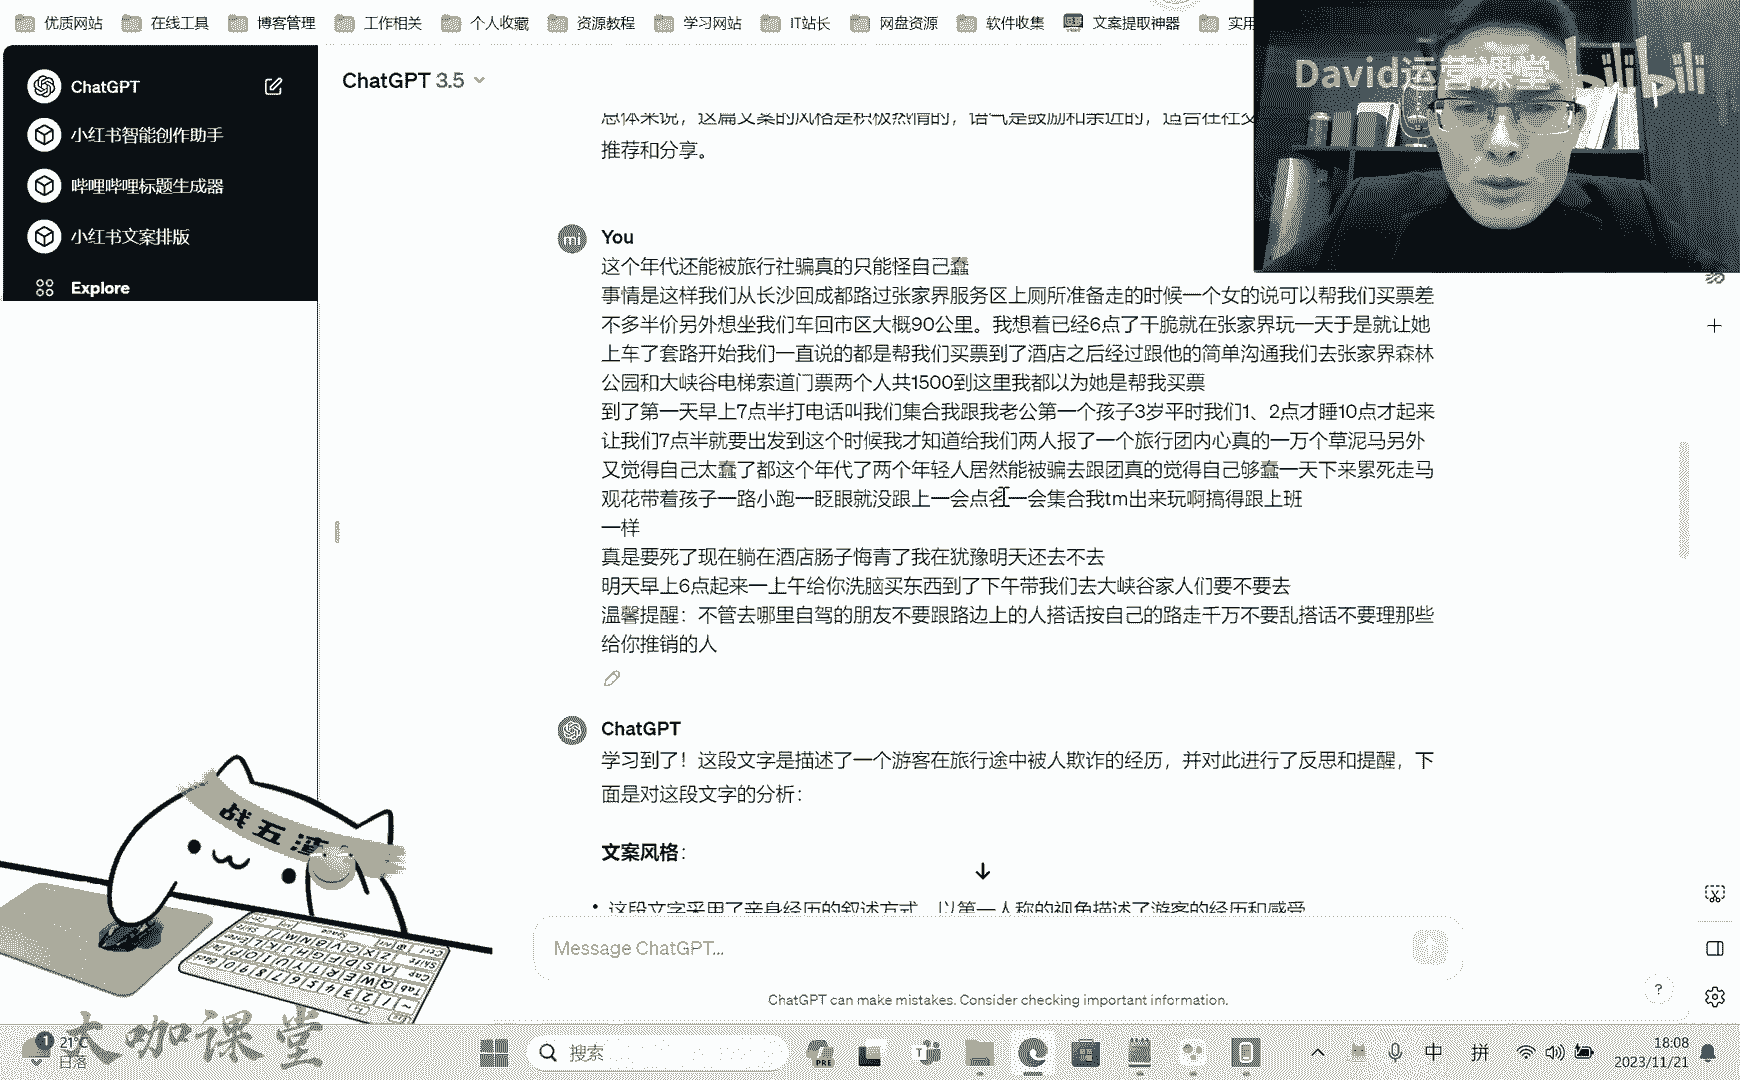 优质网站 在线工具 博客管理 工作相关 个人收藏 资源教程 学习网站 IT站长 网盘资源 软件收集 文案提取神器 实用
David运营课堂 bilibili
ChatGPT
小红书智能创作助手
哔哩哔哩标题生成器
小红书文案排版
Explore
ChatGPT 3.5
总体来说，这篇文案的风格是积极热情的，语气是鼓励和亲近的，适合在社交
推荐和分享。
mi You
这个年代还能被旅行社骗真的只能怪自己蠢
事情是这样我们从长沙回成都路过张家界服务区上厕所准备走的时候一个女的说可以帮我们买票差
不多半价另外想坐我们车回市区大概90公里。我想着已经6点了干脆就在张家界玩一天于是就让她
上车了套路开始我们一直说的都是帮我们买票到了酒店之后经过跟他的简单沟通我们去张家界森林
公园和大峡谷电梯索道门票两个人共1500到这里我都以为她是帮我买票
到了第一天早上7点半打电话叫我们集合我跟我老公第一个孩子3岁平时我们1、2点才睡10点才起来
让我们7点半就要出发到这个时候我才知道给我们两人报了一个旅行团内心真的一万个草泥马另外
又觉得自己太蠢了都这个年代了两个年轻人居然能被骗去跟团真的觉得自己够蠢一天下来累死走马
观花带着孩子一路小跑一眨眼就没跟上一会点名一会集合我tm出来玩啊搞得跟上班
一样
真是要死了现在躺在酒店肠子悔青了我在犹豫明天还去不去
明天早上6点起来一上午给你洗脑买东西到了下午带我们去大峡谷家人们要不要去
温馨提醒：不管去哪里自驾的朋友不要跟路边上的人搭话按自己的路走千万不要乱搭话不要理那些
给你推销的人
ChatGPT
学习到了！这段文字是描述了一个游客在旅行途中被人欺诈的经历，并对此进行了反思和提醒，下
面是对这段文字的分析：
文案风格：
• 这段文字采用了亲身经历的叙述方式，以第一人称的视角描述了游客的经历和感受
Message ChatGPT...
ChatGPT can make mistakes. Consider checking important information.
?
战五渣
大咖课堂
1 21°C
日落
搜索
PRE
中 拼
18:08
2023/11/21